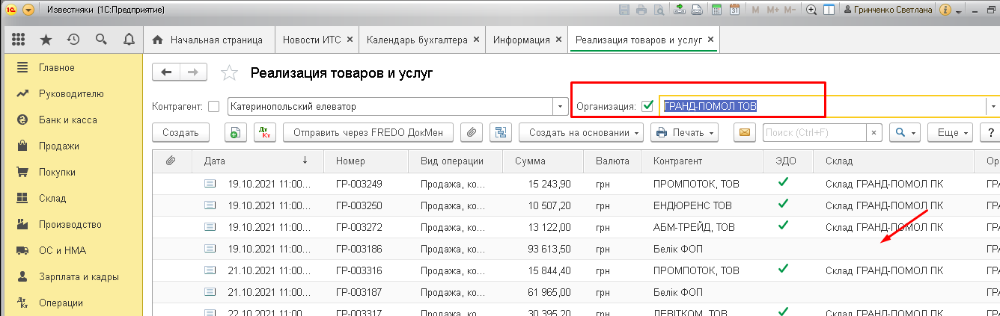 Известняки (1С:Предприятие) M M+ M- Гринченко Светлана
Начальная страница Новости ИТС Календарь бухгалтера Информация Реализация товаров и услуг
Главное
Руководителю
Банк и касса
Продажи
Покупки
Склад
Производство
ОС и НМА
Зарплата и кадры
Операции
Реализация товаров и услуг
Контрагент: Катеринопольский елеватор Организация: ГРАНД-ПОМОЛ ТОВ
Создать Отправить через FREDO ДокМен Создать на основании Печать Поиск (Ctrl+F) Еще ?
Дата Номер Вид операции Сумма Валюта Контрагент ЭДО Склад Ор
19.10.2021 11:00... ГР-003249 Продажа, ко... 15 243,90 грн ПРОМПОТОК, ТОВ Склад ГРАНД-ПОМОЛ ПК ГРА
19.10.2021 11:00... ГР-003250 Продажа, ко... 10 507,20 грн ЕНДЮРЕНС ТОВ Склад ГРАНД-ПОМОЛ ПК ГРА
19.10.2021 11:00... ГР-003272 Продажа, ко... 13 122,00 грн АБМ-ТРЕЙД, ТОВ Склад ГРАНД-ПОМОЛ ПК ГРА
19.10.2021 11:00... ГР-003186 Продажа, ко... 93 613,50 грн Белік ФОП ГРА
21.10.2021 11:00... ГР-003316 Продажа, ко... 15 844,40 грн ПРОМПОТОК, ТОВ Склад ГРАНД-ПОМОЛ ПК ГРА
21.10.2021 11:00... ГР-003187 Продажа, ко... 61 965,00 грн Белік ФОП ГРА
22.10.2021 11:00... ГР-003317 Продажа, ко... 30 395,20 грн ЛЕВІТКОМ, ТОВ Склад ГРАНД-ПОМОЛ ПК ГРА